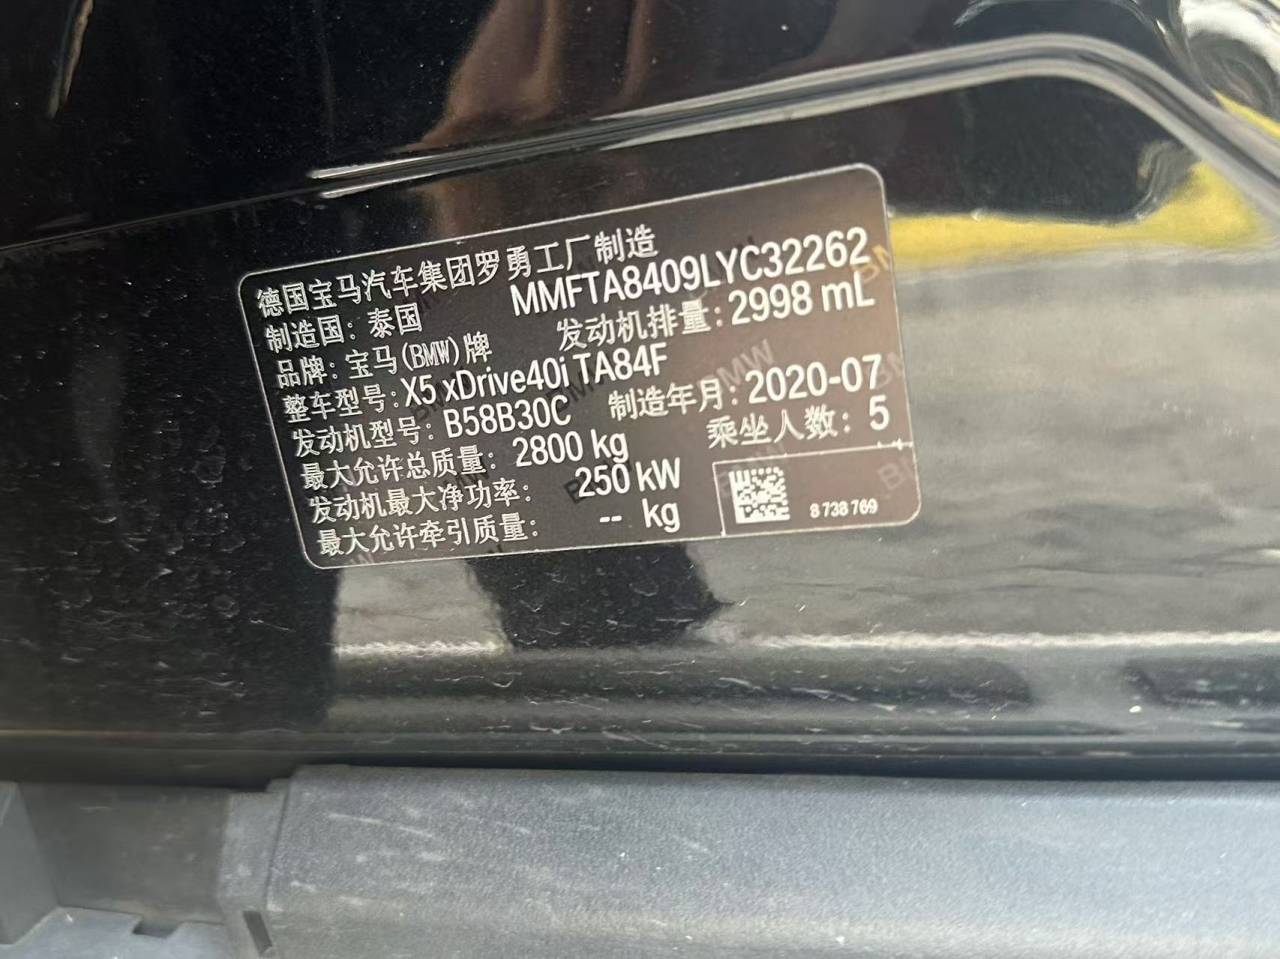 德国宝马汽车集团罗勇工厂制造
制造国: 泰国 MMFTA8409LYC32262
品牌: 宝马(BMW)牌 发动机排量: 2998 mL
整车型号: X5 xDrive40i TA84F
发动机型号: B58B30C 制造年月: 2020-07
最大允许总质量: 2800 kg 乘坐人数: 5
发动机最大净功率: 250 kW
最大允许牵引质量: -- kg
8 738 769